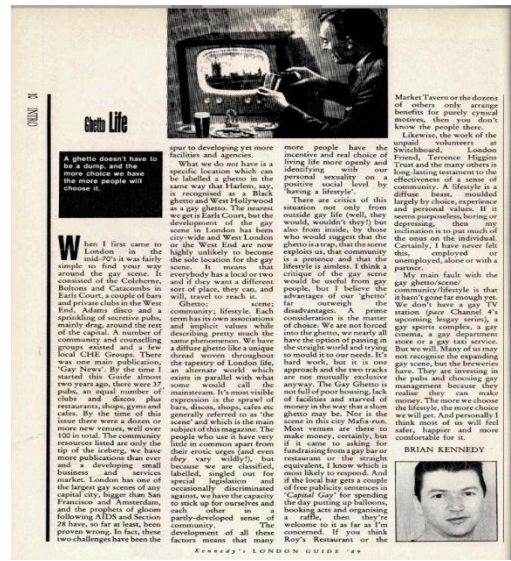 10 INTRO
Ghetto Life
A ghetto doesn't have to
be a dump, and the
more choice we have
the more people will
choose it.
When I first came to
London in the
mid-70's it was fairly
simple to find your way
around the gay scene. It
consisted of the Colherne,
Boltons and Catacombs in
Earls Court, a couple of bars
and private clubs in the West
End, Adams disco and a
sprinkling of secretive pubs,
mainly drag, around the rest
of the capital. A number of
community and counselling
groups existed and a few
local CHE Groups. There
was one main publication,
'Gay News'. By the time I
started this Guide almost
two years ago, there were 37
pubs, an equal number of
clubs and discos plus
restaurants, shops, gyms and
cafes. By the time of this
issue there were a dozen or
more new ones, and well over
100 in total. The community
resources listed are only the
tip of the iceberg, we have
more publications than ever
and a developing small
business and services
market. London has one of
the largest gay scenes of any
capital city, bigger than San
Francisco and Amsterdam,
and the prophets of gloom
following AIDS and Section
28 have, so far at least, been
proven wrong. In fact, these
two challenges have been the
spur to developing yet more
facilities and agencies.
What we do not have is a
specific location which can
be labelled a ghetto in the
same way that Harlem, say,
is recognised as a Black
ghetto and West Hollywood
as a gay ghetto. The nearest
we get is Earls Court, but the
development of the gay
scene in London has been
city-wide and West London
or the West End are now
highly unlikely to become
the sole location for the gay
scene. It means that
everybody has a local or two
and if they want a different
sort of place, they can, and
will, travel to reach it.
Ghetto; scene;
community; lifestyle. Each
term has its own associations
and implicit values while
describing pretty much the
same phenomenon. We have
a diffuse ghetto like a unique
thread woven throughout
the tapestry of London life,
an alternate world which
exists in parallel with what
some would call the
mainstream. It's most visible
expression is the sprawl of
bars, discos, shops, cafes etc
generally referred to as 'the
scene' and which is the main
subject of this magazine. The
people who use it have very
little in common apart from
their erotic urges (and even
they vary wildly!), but
because we are classified,
labelled, singled out for
special legislation and
occasionally discriminated
against, we have the capacity
to stick up for ourselves and
each other in a
partly-developed sense of
community. The
development of all these
factors means that many
more people have the
incentive and real choice of
living life more openly and
identifying with our
personal sexuality on a
positive social level by
'having a lifestyle'.
There are critics of this
situation not only from
outside gay life (well, they
would, wouldn't they!) but
also from inside, by those
who would suggest that the
ghetto is a trap, that the scene
exploits us, that community
is a pretence and that the
lifestyle is aimless. I think a
critique of the gay scene
would be useful from gay
people, but I believe the
advantages of our 'ghetto'
far outweigh the
disadvantages. A prime
consideration is the matter
of choice. We are not forced
into the ghetto, we nearly all
have the option of passing in
the straight world and trying
to mould it to our needs. It's
hard work, but it is one
approach and the two tracks
are not mutually exclusive
anyway. The Gay Ghetto is
not full of poor housing, lack
of facilities and starved of
money in the way that a slum
ghetto may be. Nor is the
scene in this city Mafia-run.
Most venues are there to
make money, certainly, but
if it came to asking for
fundraising from a gay bar or
restaurant or the straight
equivalent, I know which is
most likely to respond. And
if the local bar gets a couple
of free publicity sentences in
'Capital Gay' for spending
the day putting up balloons,
booking acts and organising
a raffle, then they're
welcome to it as far as I'm
concerned. If you think
Roy's Restaurant or the
Market Tavern or the dozens
of others only arrange
benefits for purely cynical
motives, then you don't
know the people there.
Likewise, the work of the
unpaid volunteers at
Switchboard, London
Friend, Terrence Higgins
Trust and the many others is
long-lasting testament to the
effectiveness of a sense of
community. A lifestyle is a
diffuse beast, moulded
largely by choice, experience
and personal values. If it
seems purposeless, boring or
depressing, then my
inclination is to put much of
the onus on the individual.
Certainly, I have never felt
this, employed or
unemployed, alone or with a
partner.
My main fault with the
gay ghetto/scene/
community/lifestyle is that
it hasn't gone far enough yet.
We don't have a gay TV
station (pace Channel 4's
upcoming lesgay series), a
gay sports complex, a gay
cinema, a gay department
store or a gay taxi service.
But we will. Many of us may
not recognise the expanding
gay scene, but the breweries
have. They are investing in
the pubs and choosing gay
management because they
realise they can make
money. The more we choose
the lifestyle, the more choice
we will get. And personally I
think most of us will feel
safer, happier and more
comfortable for it.
BRIAN KENNEDY
Kennedy's LONDON GUIDE '89